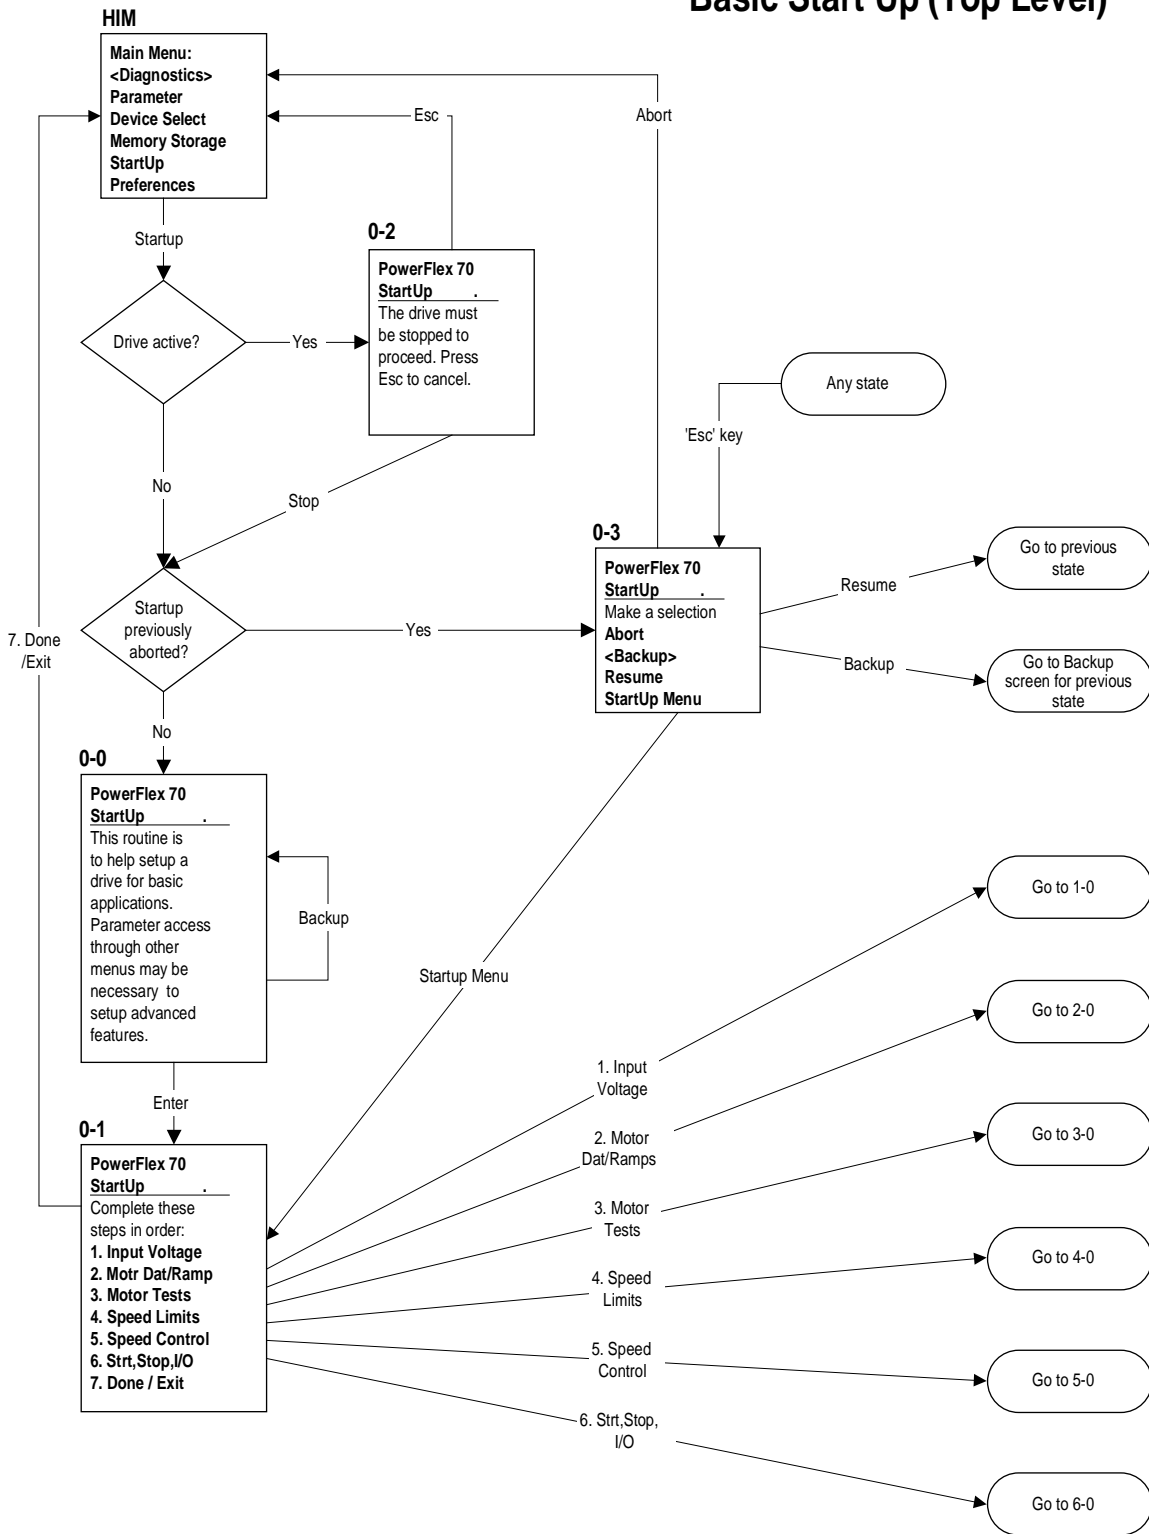 Basic Start Up (Top Level)
HIM
Main Menu:
<Diagnostics>
Parameter
Device Select
Memory Storage
StartUp
Preferences
Esc
Abort
Startup
0-2
PowerFlex 70
StartUp .
The drive must
be stopped to
proceed. Press
Esc to cancel.
Drive active?
Yes
Any state
'Esc' key
No
Stop
0-3
PowerFlex 70
StartUp .
Make a selection
Abort
<Backup>
Resume
StartUp Menu
Resume
Go to previous
state
Backup
Go to Backup
screen for previous
state
Startup
previously
aborted?
Yes
7. Done
/Exit
No
0-0
PowerFlex 70
StartUp .
This routine is
to help setup a
drive for basic
applications.
Parameter access
through other
menus may be
necessary to
setup advanced
features.
Backup
Startup Menu
Enter
0-1
PowerFlex 70
StartUp .
Complete these
steps in order:
1. Input Voltage
2. Motr Dat/Ramp
3. Motor Tests
4. Speed Limits
5. Speed Control
6. Strt,Stop,I/O
7. Done / Exit
1. Input
Voltage
Go to 1-0
2. Motor
Dat/Ramps
Go to 2-0
3. Motor
Tests
Go to 3-0
4. Speed
Limits
Go to 4-0
5. Speed
Control
Go to 5-0
6. Strt,Stop,
I/O
Go to 6-0